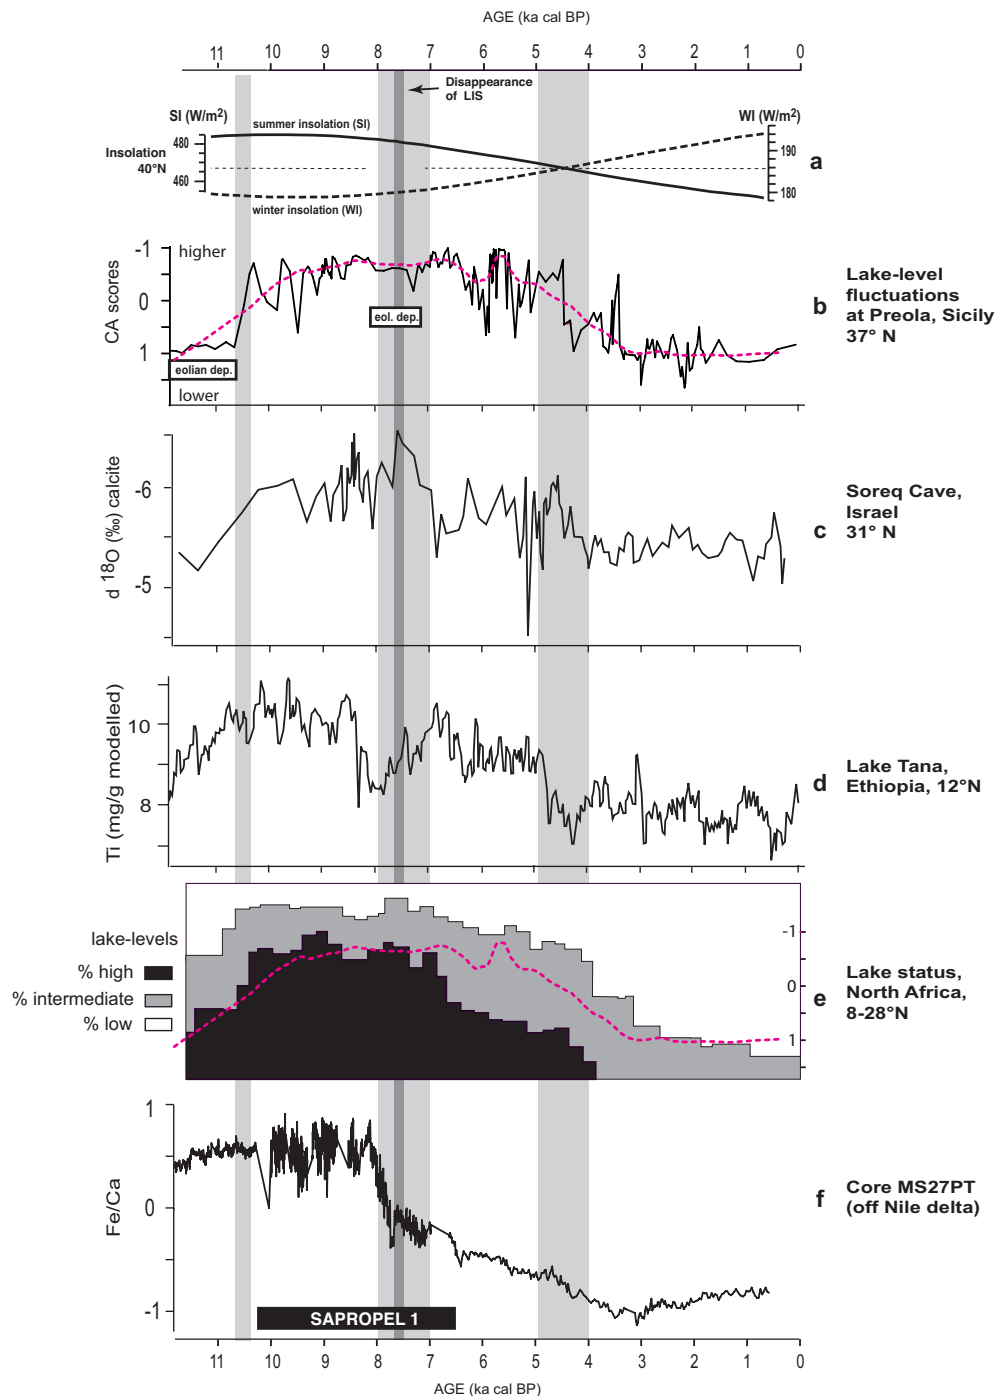 AGE (ka cal BP)
11 10 9 8 7 6 5 4 3 2 1 0
Disappearance
of LIS
SI (W/m²)
WI (W/m²)
summer insolation (SI)
480
190
Insolation
40°N
a
460
180
winter insolation (WI)
-1
higher
CA scores
0
Lake-level
fluctuations
at Preola, Sicily
37° N
b
eol. dep.
1
eolian dep.
lower
d ¹⁸O (‰) calcite
-6
-5
c
Soreq Cave,
Israel
31° N
Ti (mg/g modelled)
10
8
d
Lake Tana,
Ethiopia, 12°N
lake-levels
% high
% intermediate
% low
-1
0
1
e
Lake status,
North Africa,
8-28°N
Fe/Ca
1
0
-1
f
Core MS27PT
(off Nile delta)
SAPROPEL 1
11 10 9 8 7 6 5 4 3 2 1 0
AGE (ka cal BP)